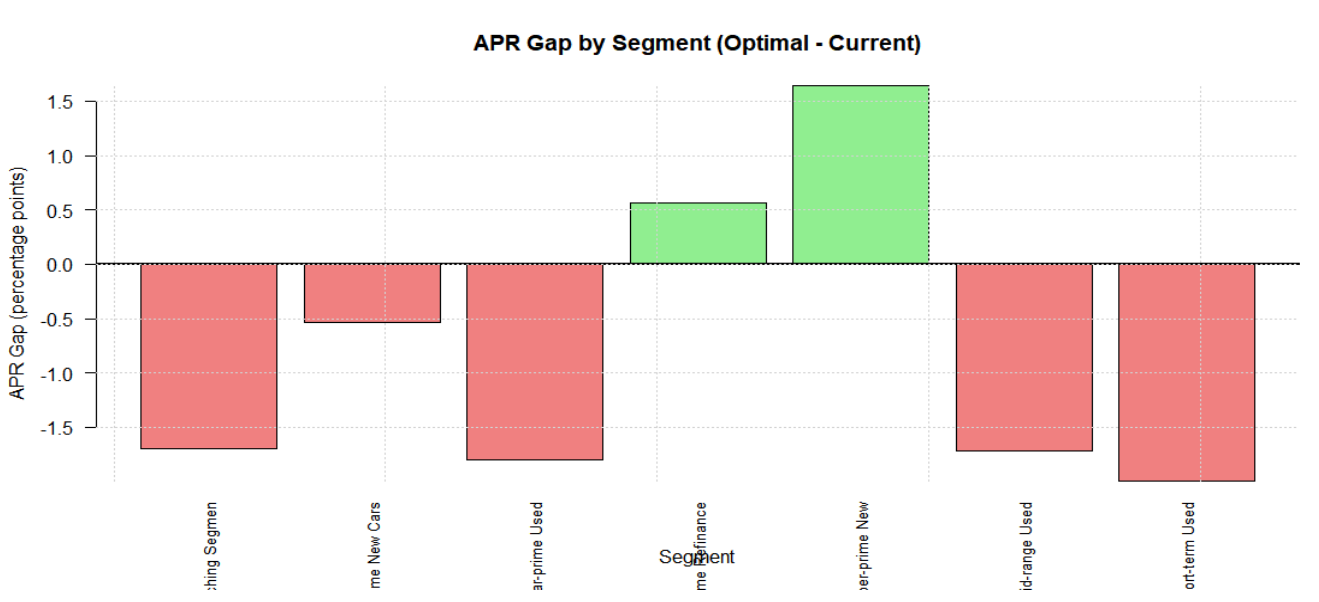 APR Gap by Segment (Optimal - Current)
APR Gap (percentage points)
1.5
1.0
0.5
0.0
-0.5
-1.0
-1.5
ching Segmen
me New Cars
ar-prime Used
me Refinance
per-prime New
id-range Used
ort-term Used
Segment